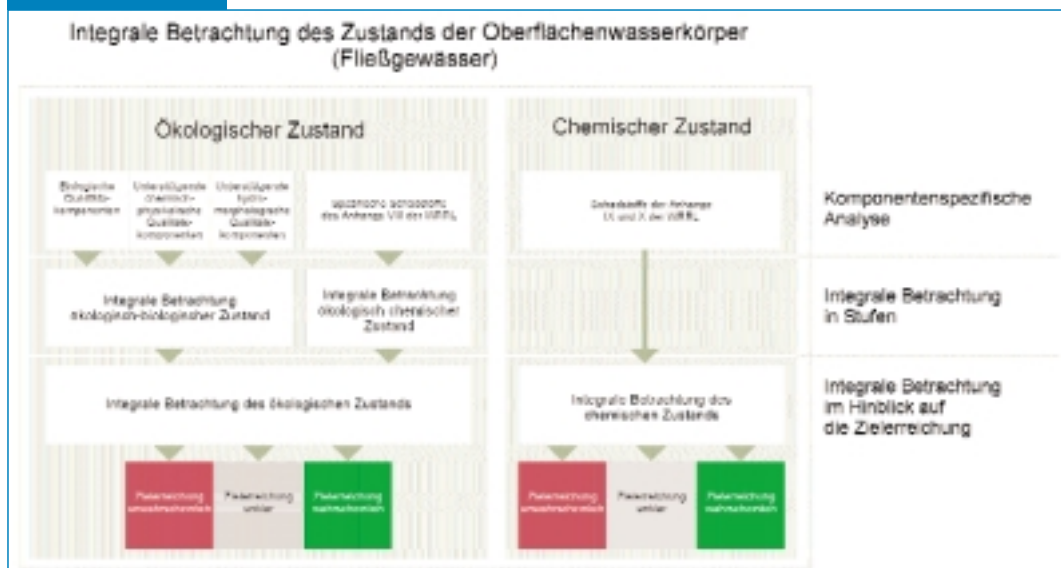 Integrale Betrachtung des Zustands der Oberflächenwasserkörper
(Fließgewässer)
Ökologischer Zustand
Chemischer Zustand
Biologische
Qualitäts-
komponenten
Unterstützende
chemisch-
physikalische
Qualitäts-
komponenten
Unterstützende
hydro-
morphologische
Qualitäts-
komponenten
Spezifische Schadstoffe
des Anhangs VIII der WRRL
Schadstoffe der Anhänge
IX und X der WRRL
Komponentenspezifische
Analyse
Integrale Betrachtung
ökologisch-biologischer Zustand
Integrale Betrachtung
ökologisch-chemischer
Zustand
Integrale Betrachtung
in Stufen
Integrale Betrachtung des ökologischen Zustands
Integrale Betrachtung des
chemischen Zustands
Integrale Betrachtung
im Hinblick auf
die Zielerreichung
Zielerreichung
unwahrscheinlich
Zielerreichung
unklar
Zielerreichung
wahrscheinlich
Zielerreichung
unwahrscheinlich
Zielerreichung
unklar
Zielerreichung
wahrscheinlich